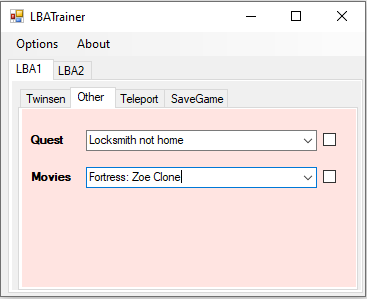 LBATrainer
Options About
LBA1 LBA2
Twinsen Other Teleport SaveGame
Quest Locksmith not home
Movies Fortress: Zoe Clone